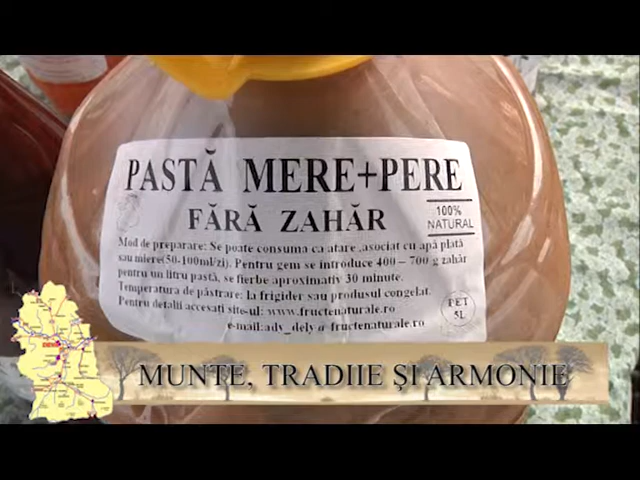 PASTĂ MERE+PERE
FĂRĂ ZAHĂR
100%
NATURAL
Mod de preparare: Se poate consuma ca atare ,asociat cu apă plată
sau miere(50-100ml/zi). Pentru gem se introduce 400 – 700 g zahăr
pentru un litru pastă, se fierbe aproximativ 30 minute.
Temperatura de păstrare: la frigider sau produsul congelat.
Pentru detalii accexați site-ul: www.fructenaturale.ro
e-mail:adv_dely@fructenaturale.ro
PET
5L
MUNTE, TRADIIE ȘI ARMONIE